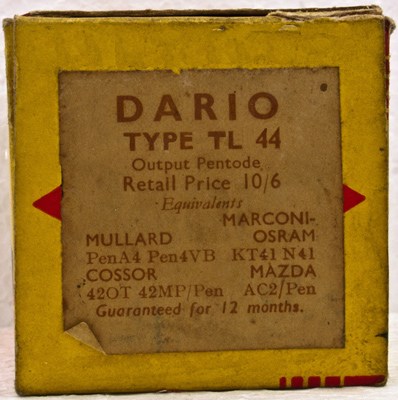 DARIO
TYPE TL 44
Output Pentode
Retail Price 10/6
Equivalents
MARCONI-
MULLARD OSRAM
PenA4 Pen4VB KT41 N41
COSSOR MAZDA
42OT 42MP/Pen AC2/Pen
Guaranteed for 12 months.